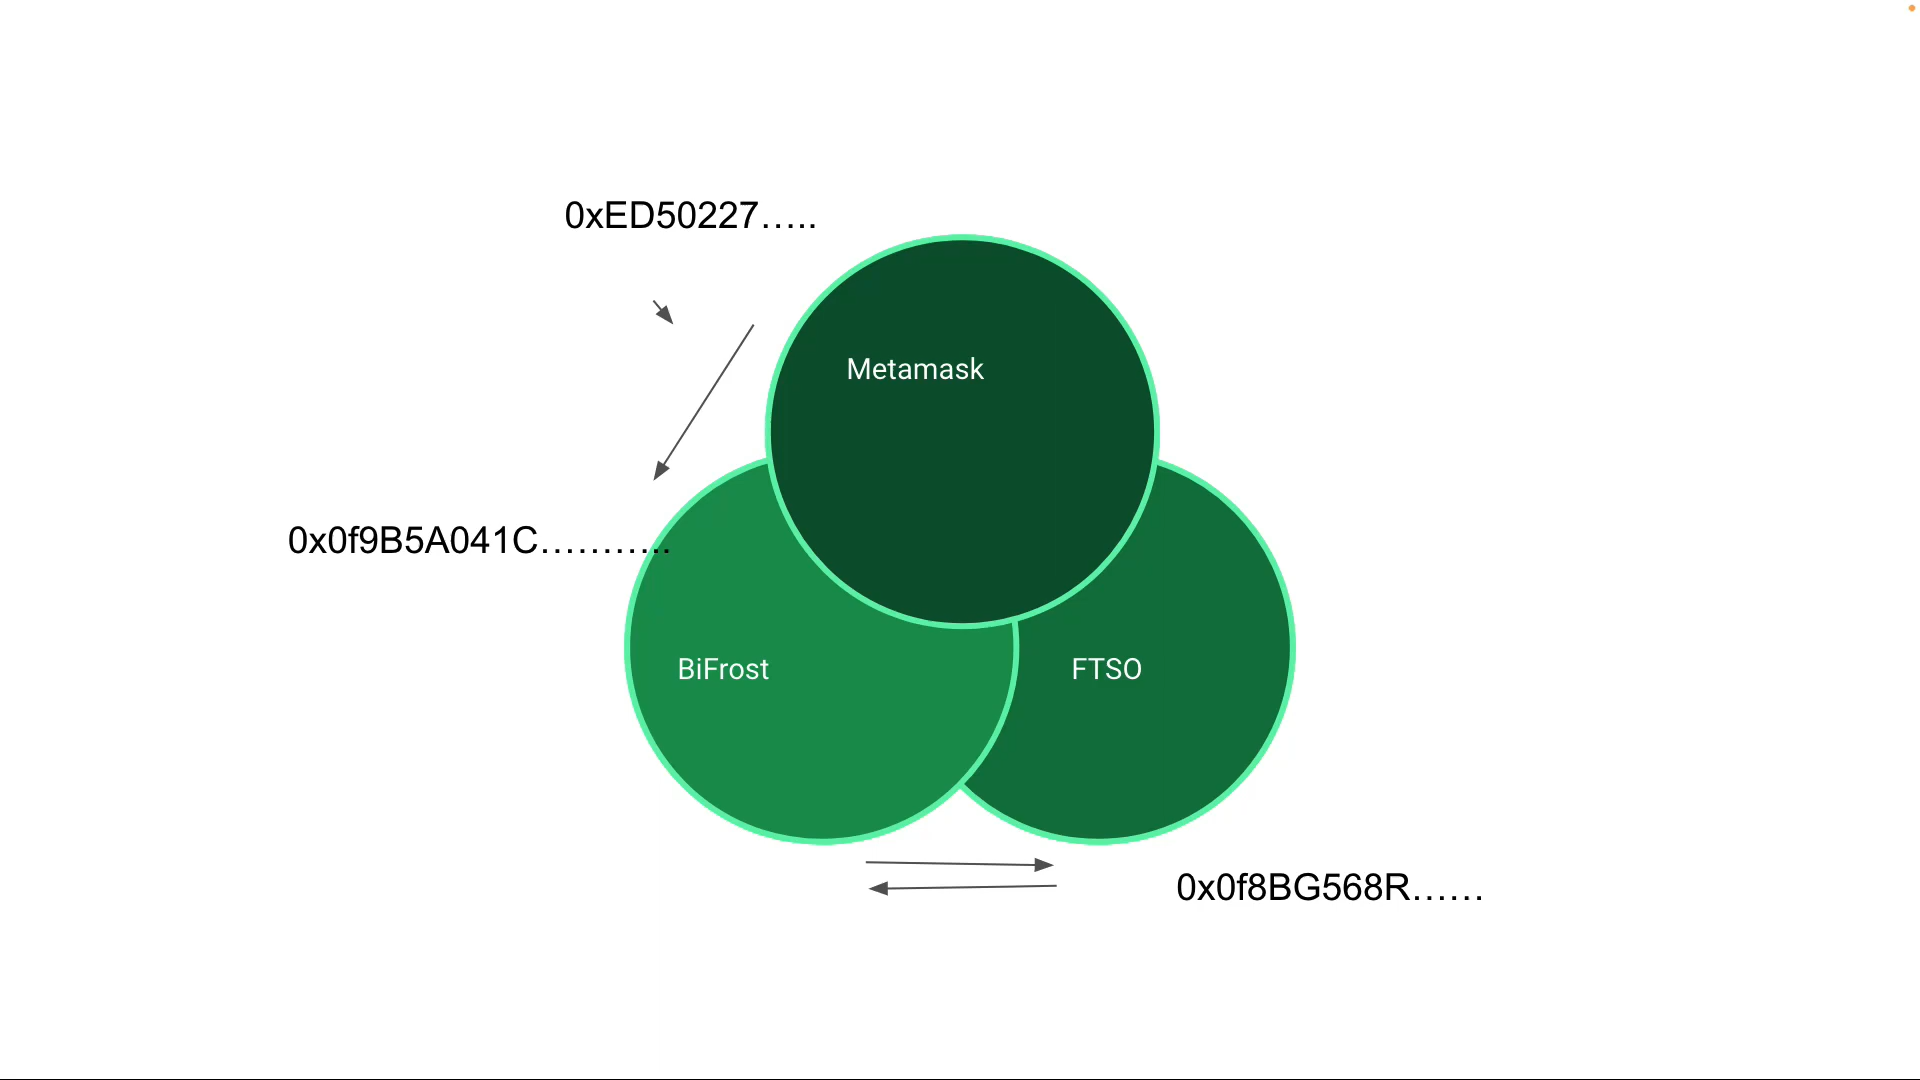 0xED50227…..
Metamask
0x0f9B5A041C………..
BiFrost
FTSO
0x0f8BG568R……